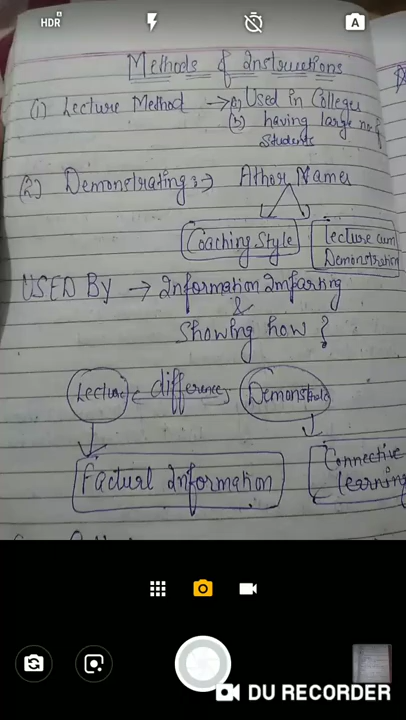 HDR
A
Methods of Instructions
(1) Lecture Method → (a) Used in Colleges
(b) having large no. of
students
(2) Demonstrating :→ Athor Names
Coaching Style
Lecture cum
Demonstration
USED By → Information Imparting
&
Showing how ?
Lecture difference Demonstrate
Factual Information
Connective
learning
DU RECORDER